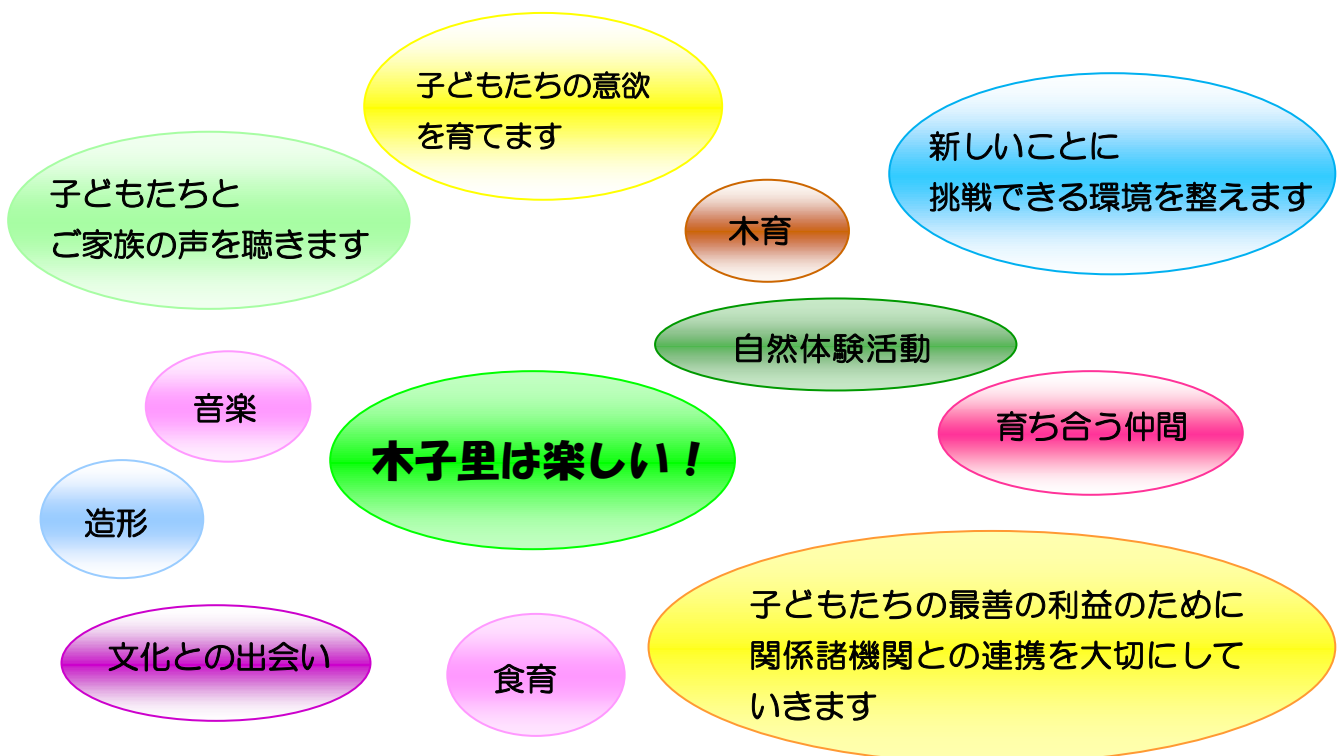 子どもたちの意欲
を育てます
新しいことに
挑戦できる環境を整えます
子どもたちと
ご家族の声を聴きます
木育
自然体験活動
音楽
木子里は楽しい！
育ち合う仲間
造形
文化との出会い
食育
子どもたちの最善の利益のために
関係諸機関との連携を大切にして
いきます